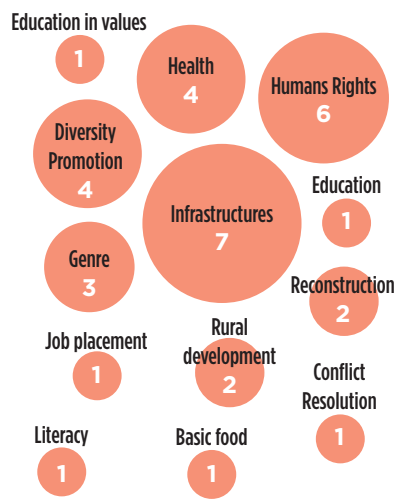 Education in values
1
Health
4
Humans Rights
6
Diversity
Promotion
4
Infrastructures
7
Education
1
Genre
3
Reconstruction
2
Job placement
1
Rural
development
2
Conflict
Resolution
1
Literacy
1
Basic food
1